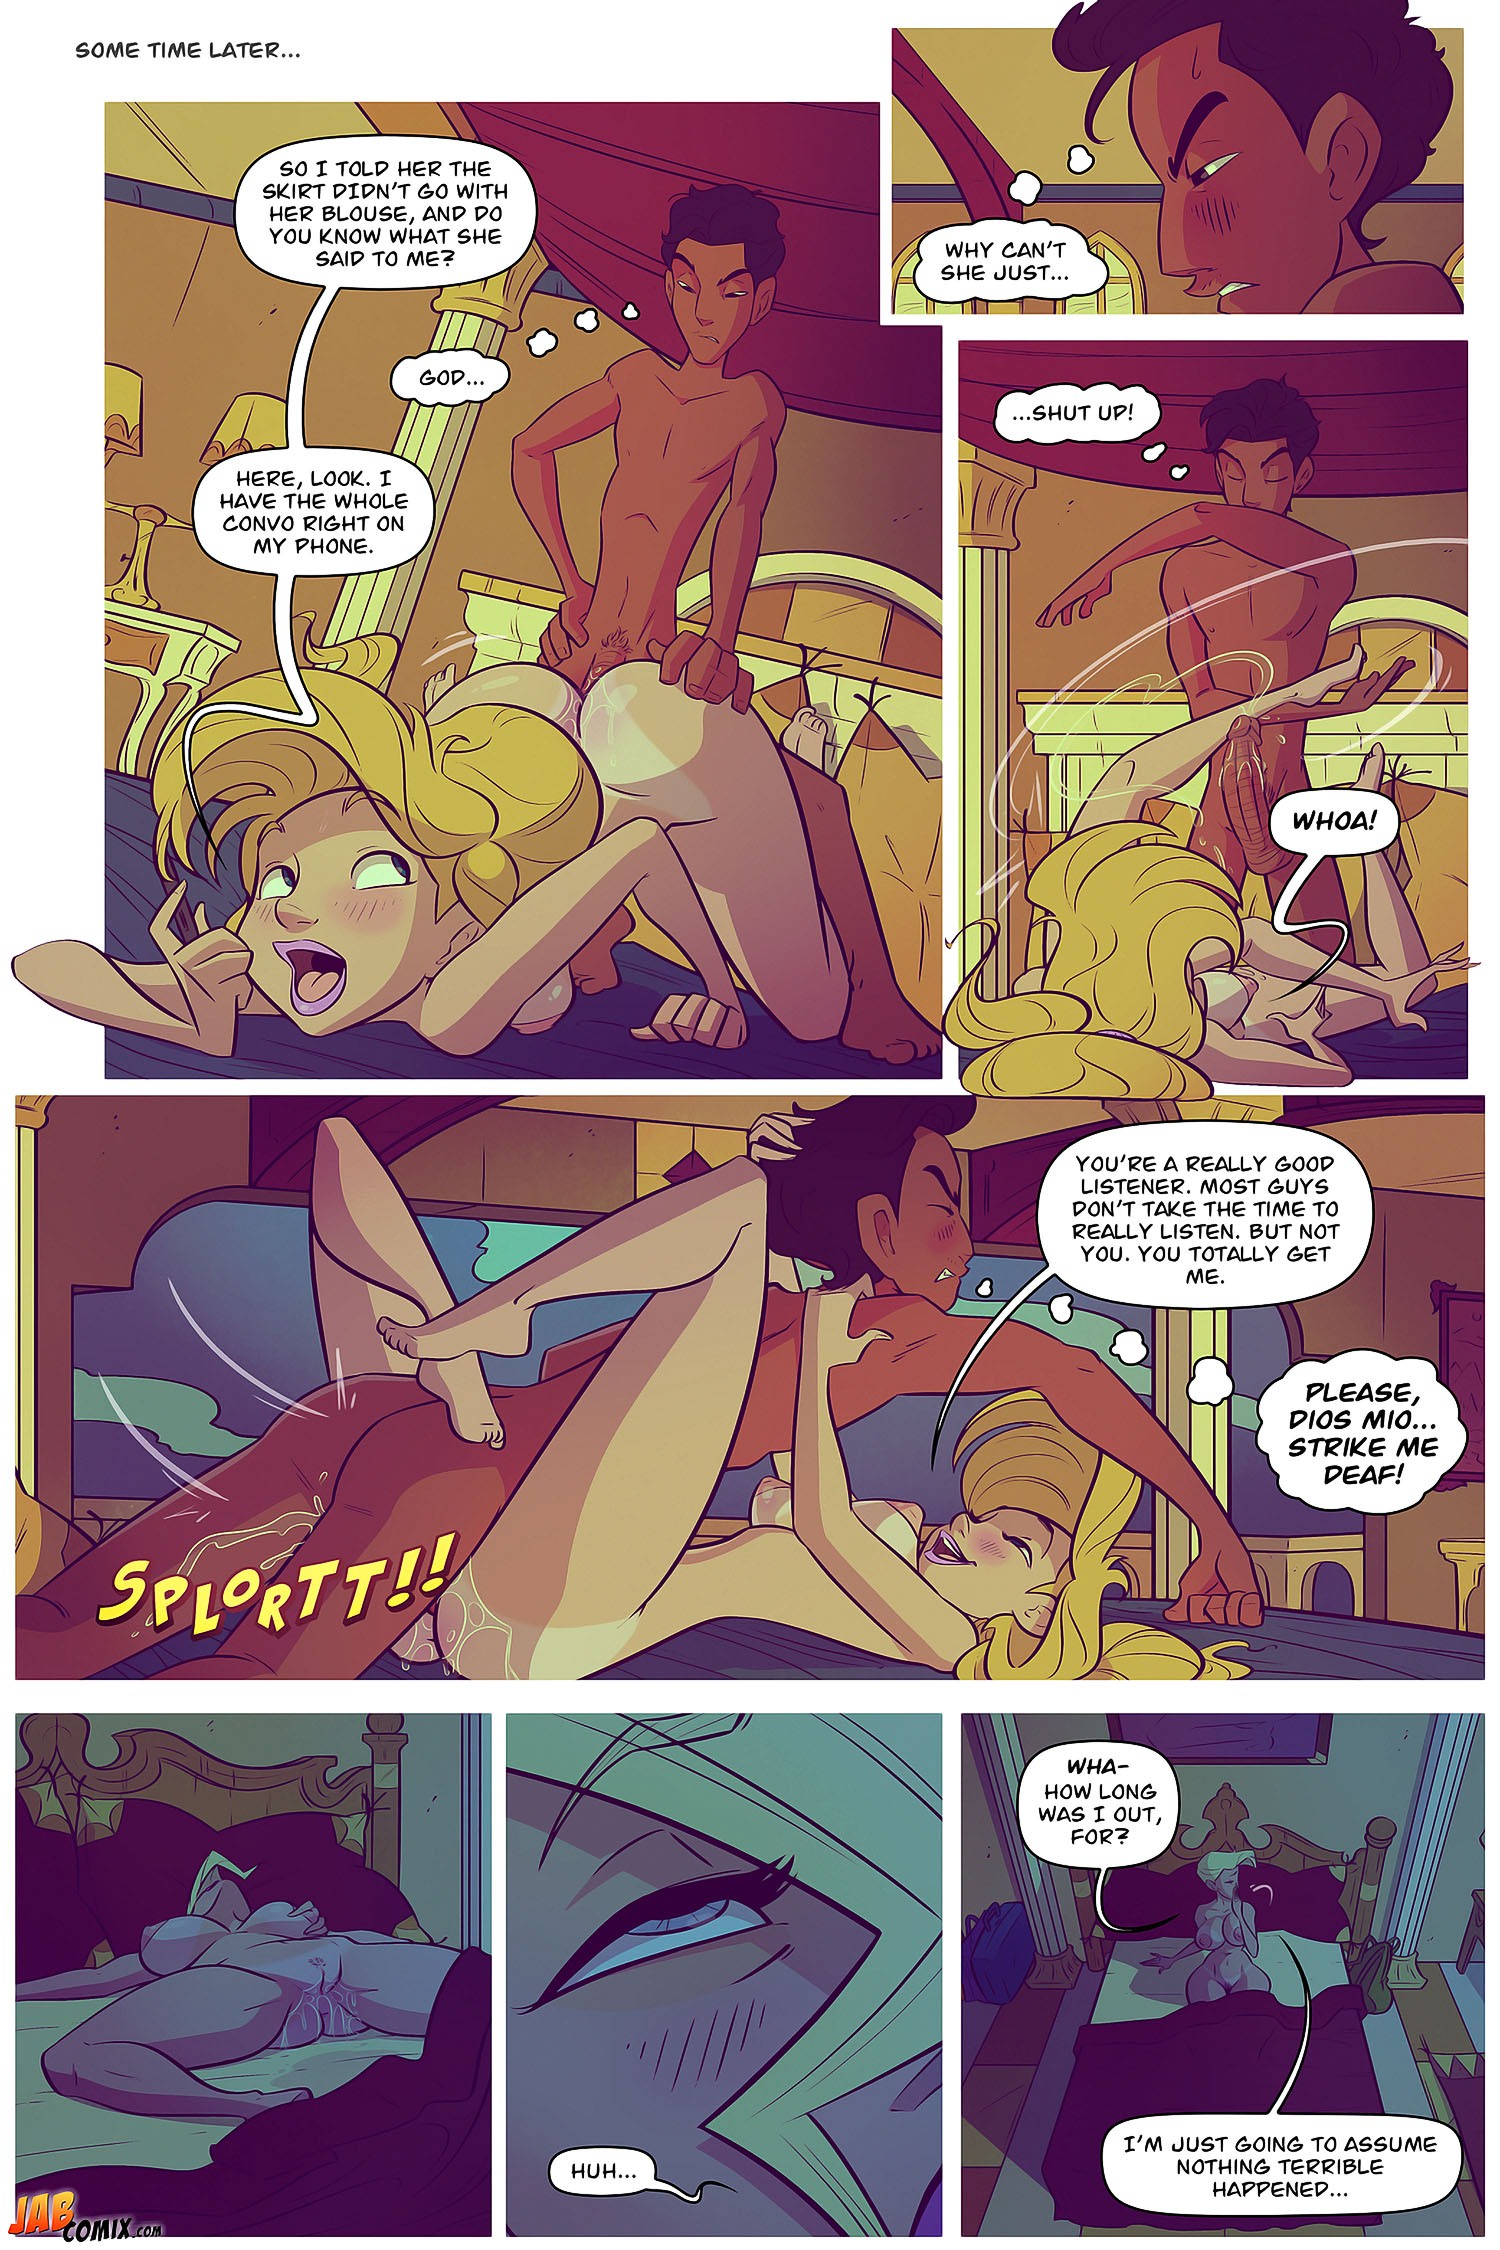 SOME TIME LATER...
SO I TOLD HER THE
SKIRT DIDN'T GO WITH
HER BLOUSE, AND DO
YOU KNOW WHAT SHE
SAID TO ME?
GOD...
HERE, LOOK. I
HAVE THE WHOLE
CONVO RIGHT ON
MY PHONE.
WHY CAN'T
SHE JUST...
...SHUT UP!
WHOA!
YOU'RE A REALLY GOOD
LISTENER. MOST GUYS
DON'T TAKE THE TIME TO
REALLY LISTEN. BUT NOT
YOU. YOU TOTALLY GET
ME.
PLEASE,
DIOS MIO...
STRIKE ME
DEAF!
SPLORTT!!
HUH...
WHA-
HOW LONG
WAS I OUT,
FOR?
I'M JUST GOING TO ASSUME
NOTHING TERRIBLE
HAPPENED...
JAB
COMIX.com